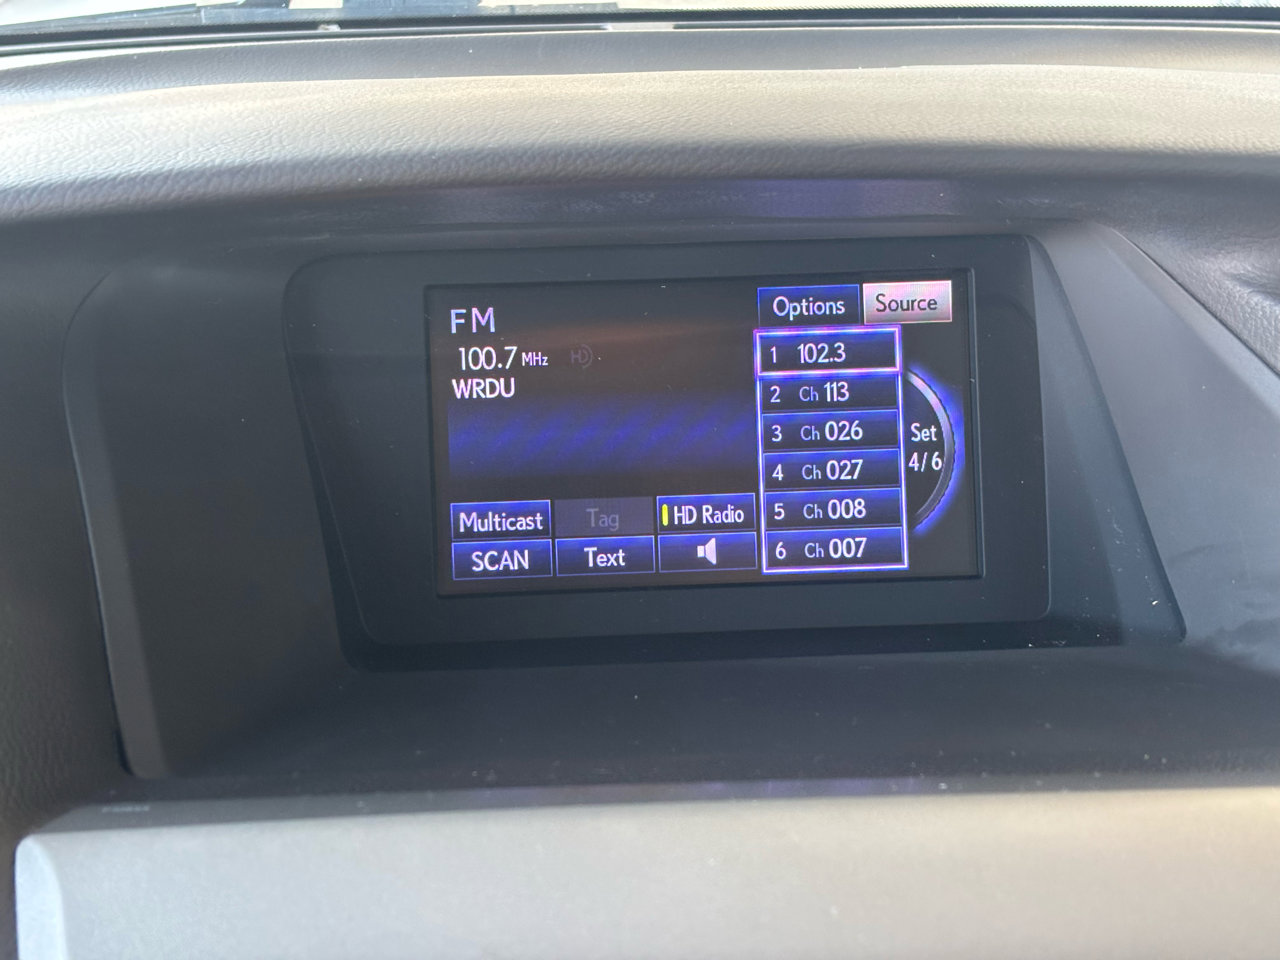 FM
100.7 MHz HD
WRDU
Options
Source
1 102.3
2 Ch 113
3 Ch 026
4 Ch 027
5 Ch 008
6 Ch 007
Set
4/6
Multicast
Tag
HD Radio
SCAN
Text